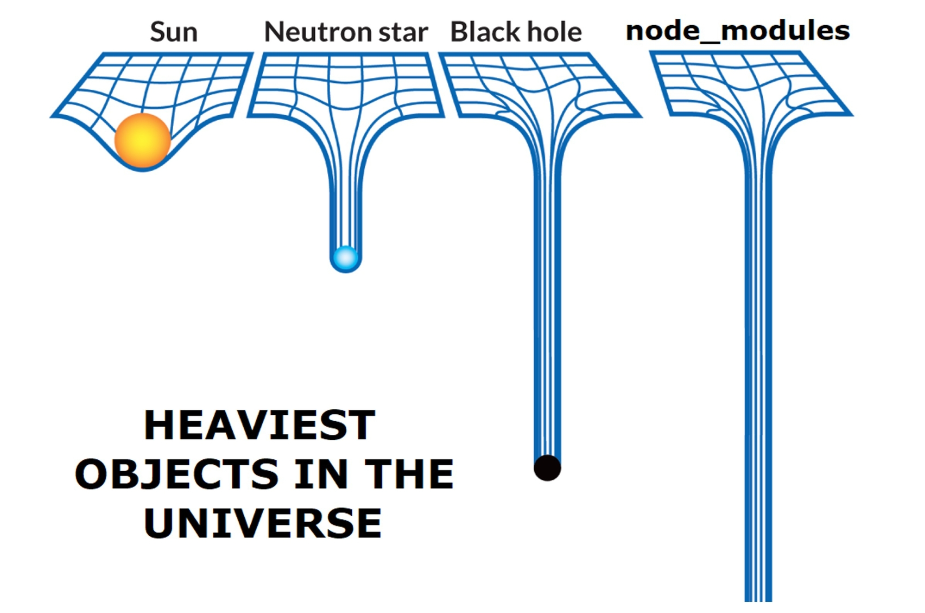 Sun
Neutron star
Black hole
node_modules
HEAVIEST
OBJECTS IN THE
UNIVERSE